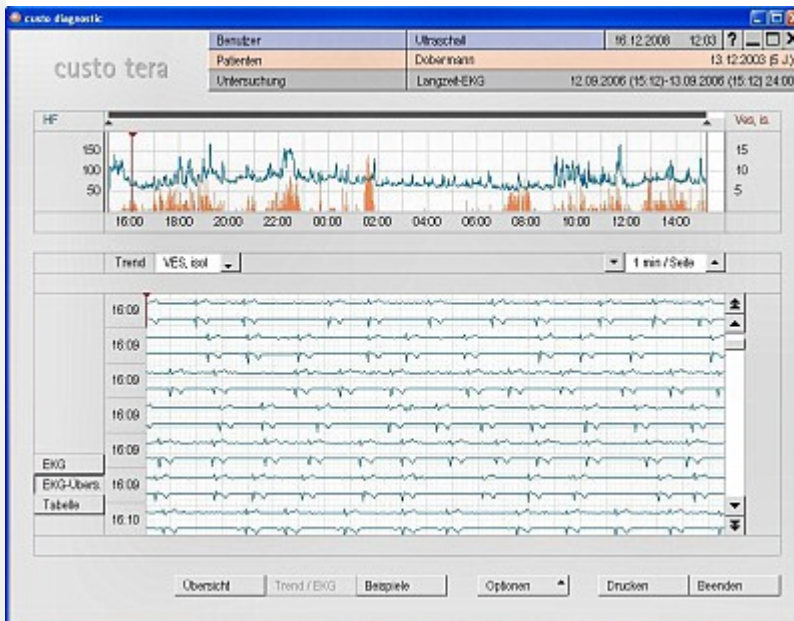 custo diagnostic
custo tera
Benutzer Ultraschall 16.12.2008 12:03 ?
Patienten Dobermann 13.12.2003 (5 J.)
Untersuchung Langzeit-EKG 12.09.2006 (15:12)-13.09.2006 (15:12) 24:00
HF Ves, is.
150 15
100 10
50 5
16:00 18:00 20:00 22:00 00:00 02:00 04:00 06:00 08:00 10:00 12:00 14:00
Trend VES, isol 1 min / Seite
16:09
16:09
16:09
16:09
16:09
EKG
EKG-Übers. 16:09
Tabelle
16:10
Übersicht Trend / EKG Beispiele Optionen Drucken Beenden